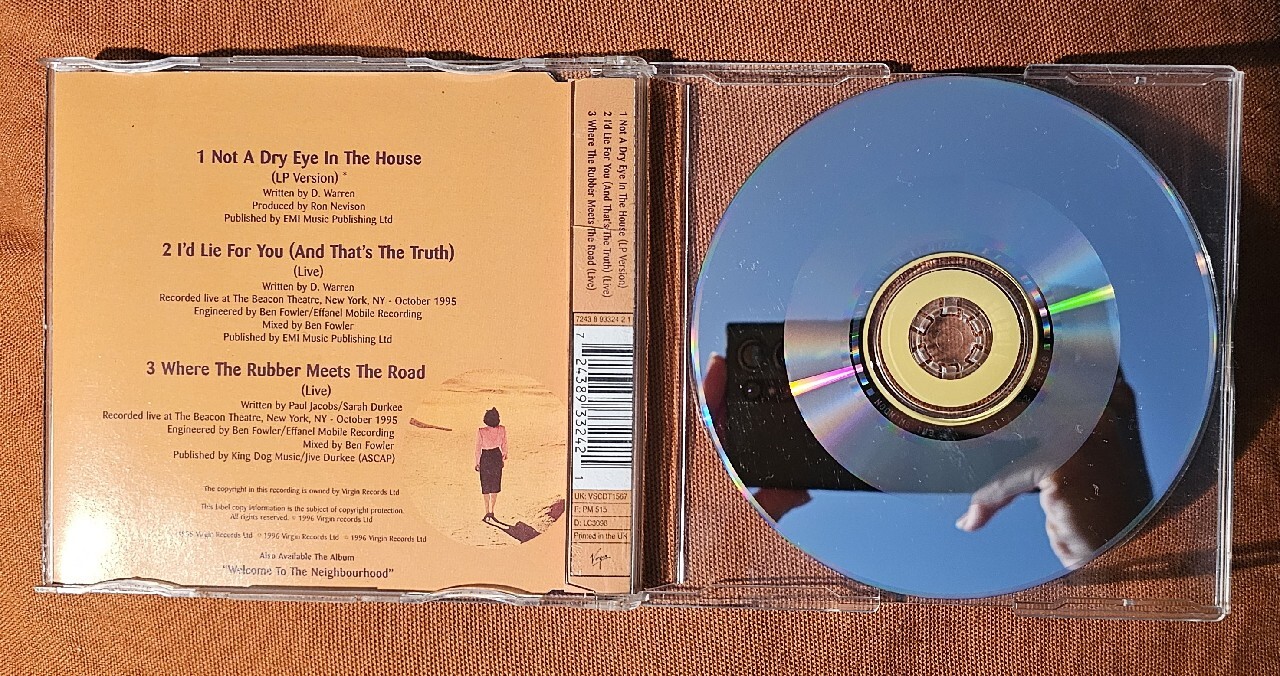 1 Not A Dry Eye In The House
(LP Version) *
Written by D. Warren
Produced by Ron Nevison
Published by EMI Music Publishing Ltd
2 I'd Lie For You (And That's The Truth)
(Live)
Written by D. Warren
Recorded live at The Beacon Theatre, New York, NY - October 1995
Engineered by Ben Fowler/Effanel Mobile Recording
Mixed by Ben Fowler
Published by EMI Music Publishing Ltd
3 Where The Rubber Meets The Road
(Live)
Written by Paul Jacobs/Sarah Durkee
Recorded live at The Beacon Theatre, New York, NY - October 1995
Engineered by Ben Fowler/Effanel Mobile Recording
Mixed by Ben Fowler
Published by King Dog Music/Jive Durkee (ASCAP)
The copyright in this recording is owned by Virgin Records Ltd
This label copy information is the subject of copyright protection.
All rights reserved. © 1996 Virgin records Ltd
1996 Virgin Records Ltd 1996 Virgin Records Ltd 1996 Virgin Records Ltd
Also Available The Album
"Welcome To The Neighbourhood"
1 Not A Dry Eye In The House (LP Version)
2 I'd Lie For You (And That's The Truth) (Live)
3 Where The Rubber Meets The Road (Live)
7243 8 93324 2 1
7 24389 33242 1
UK: VSCDT1567
F: PM 515
D: LC3098
Printed in the UK
Virgin